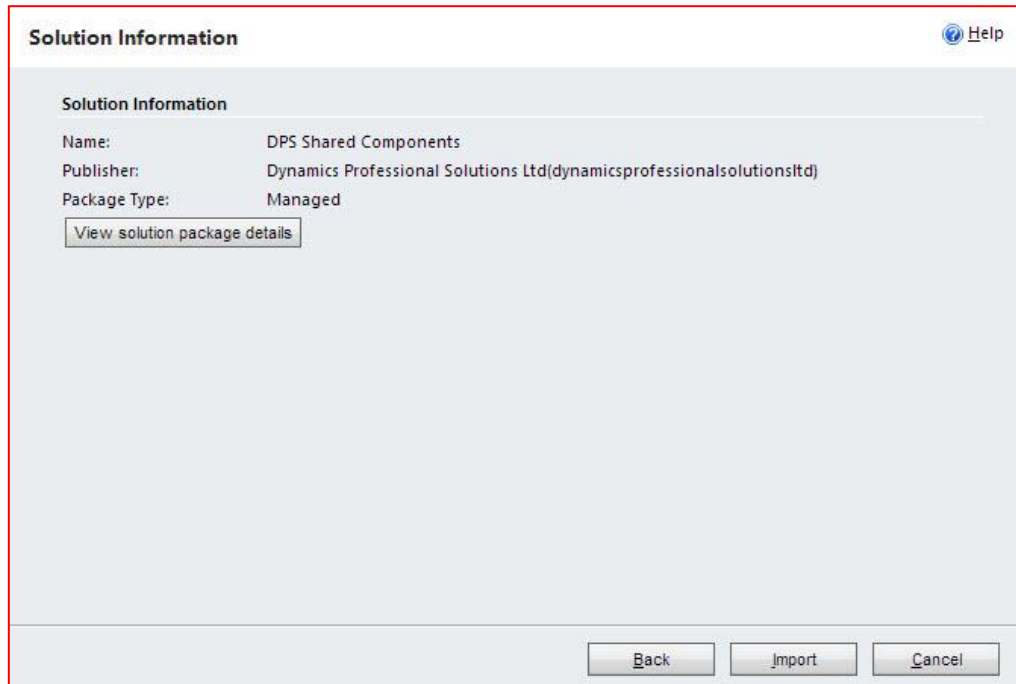 Solution Information
Help
Solution Information
Name: DPS Shared Components
Publisher: Dynamics Professional Solutions Ltd(dynamicsprofessionalsolutionsltd)
Package Type: Managed
View solution package details
Back Import Cancel